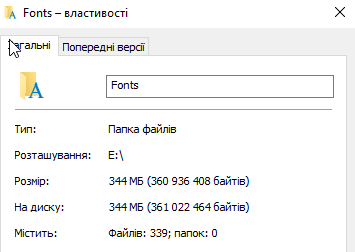 Fonts – властивості
Загальні Попередні версії
Fonts
Тип: Папка файлів
Розташування: E:\
Розмір: 344 МБ (360 936 408 байтів)
На диску: 344 МБ (361 022 464 байтів)
Містить: Файлів: 339; папок: 0